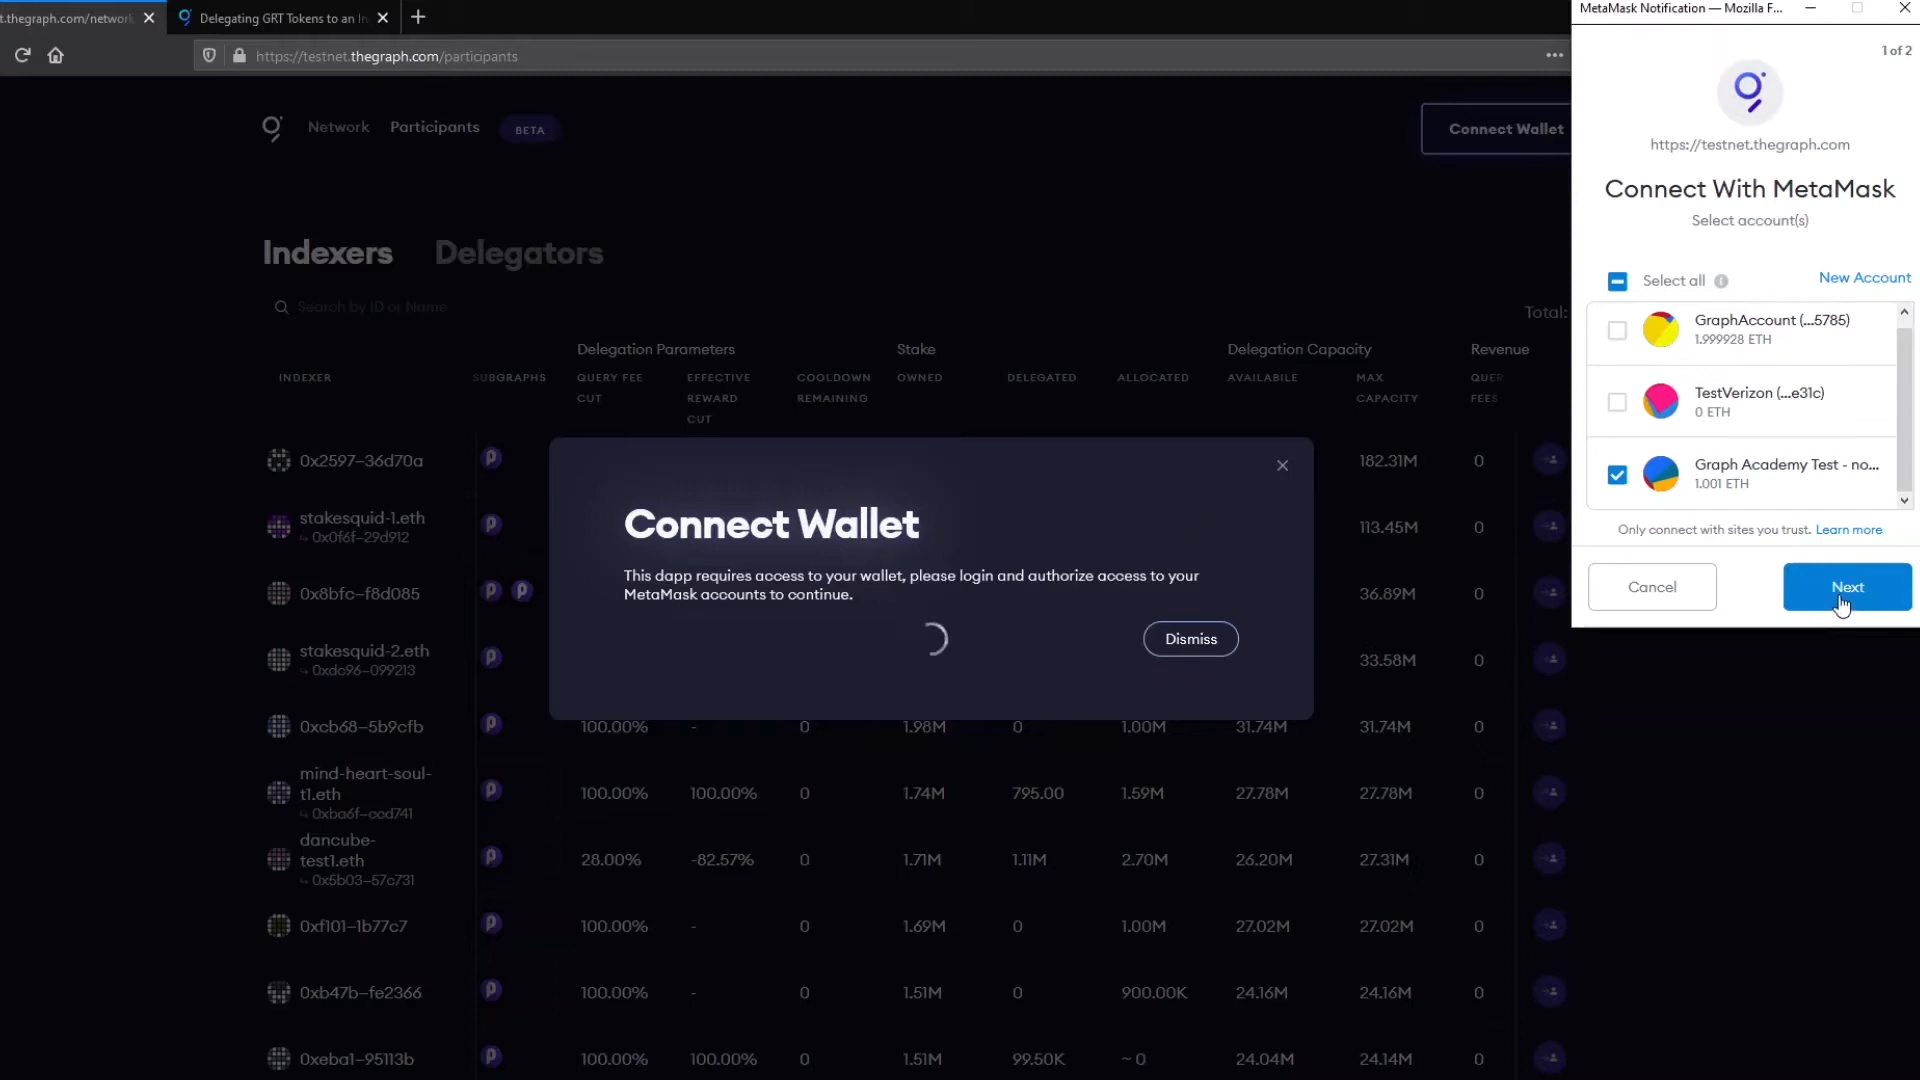 t.thegraph.com/network
Delegating GRT Tokens to an In
https://testnet.thegraph.com/participants
MetaMask Notification — Mozilla F...
1 of 2
https://testnet.thegraph.com
Connect With MetaMask
Select account(s)
Select all
New Account
GraphAccount (...5785)
1.999928 ETH
TestVerizon (...e31c)
0 ETH
Graph Academy Test - no...
1.001 ETH
Only connect with sites you trust. Learn more
Cancel
Next
Network Participants BETA
Connect Wallet
Indexers Delegators
Search by ID or Name
Total:
Delegation Parameters Stake Delegation Capacity Revenue
INDEXER SUBGRAPHS QUERY FEE CUT EFFECTIVE REWARD CUT COOLDOWN REMAINING OWNED DELEGATED ALLOCATED AVAILABILE MAX CAPACITY QUER FEES
0x2597–36d70a 182.31M 0
stakesquid-1.eth 113.45M 0
0x0f6f–29d912
0x8bfc–f8d085 36.89M 0
stakesquid-2.eth 33.58M 0
0xdc96–099213
Connect Wallet
This dapp requires access to your wallet, please login and authorize access to your
MetaMask accounts to continue.
Dismiss
0xcb68–5b9cfb 100.00% - 0 1.98M 0 1.00M 31.74M 31.74M 0
mind-heart-soul-
t1.eth 100.00% 100.00% 0 1.74M 795.00 1.59M 27.78M 27.78M 0
0xba6f–ccd741
dancube-
test1.eth 28.00% -82.57% 0 1.71M 1.11M 2.70M 26.20M 27.31M 0
0x5b03–57c731
0xf101–1b77c7 100.00% - 0 1.69M 0 1.00M 27.02M 27.02M 0
0xb47b–fe2366 100.00% - 0 1.51M 0 900.00K 24.16M 24.16M 0
0xeba1–95113b 100.00% 100.00% 0 1.51M 99.50K ~ 0 24.04M 24.14M 0